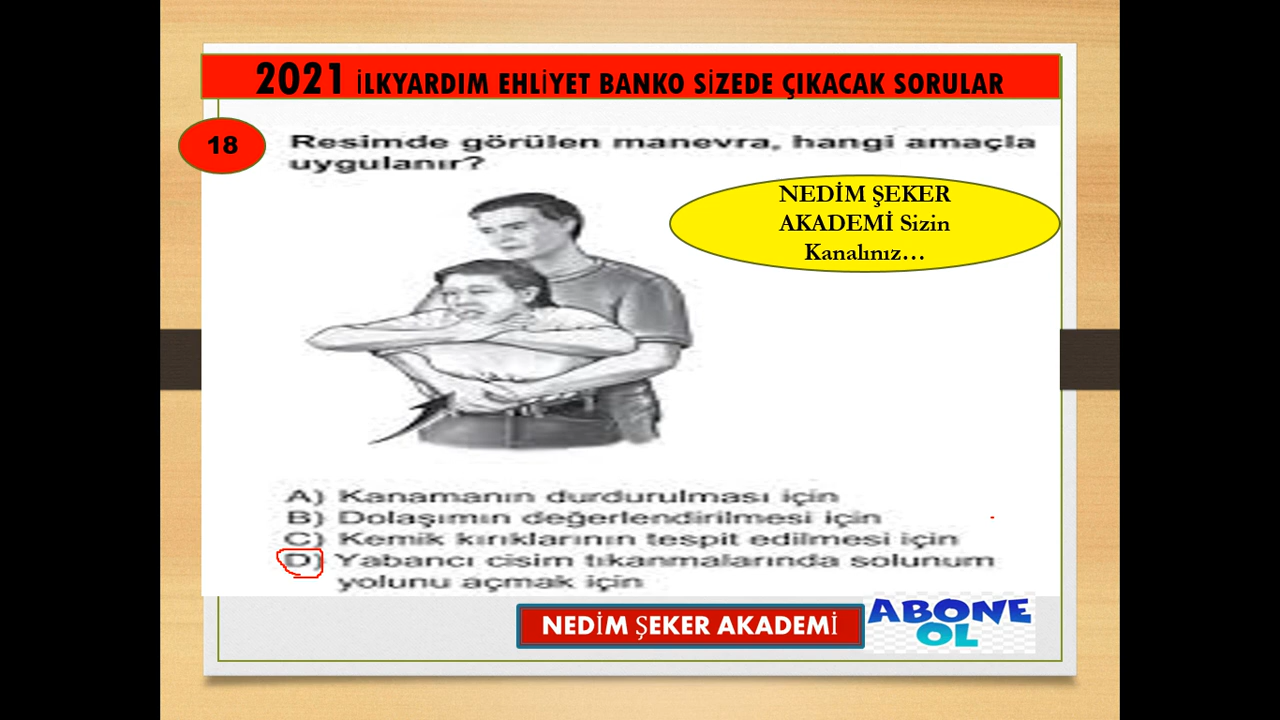 2021 İLKYARDIM EHLİYET BANKO SİZEDE ÇIKACAK SORULAR
18
Resimde görülen manevra, hangi amaçla
uygulanır?
NEDİM ŞEKER
AKADEMİ Sizin
Kanalınız...
A) Kanamanın durdurulması için
B) Dolaşımın değerlendirilmesi için
C) Kemik kırıklarının tespit edilmesi için
D) Yabancı cisim tıkanmalarında solunum
yolunu açmak için
NEDİM ŞEKER AKADEMİ
ABONE
OL